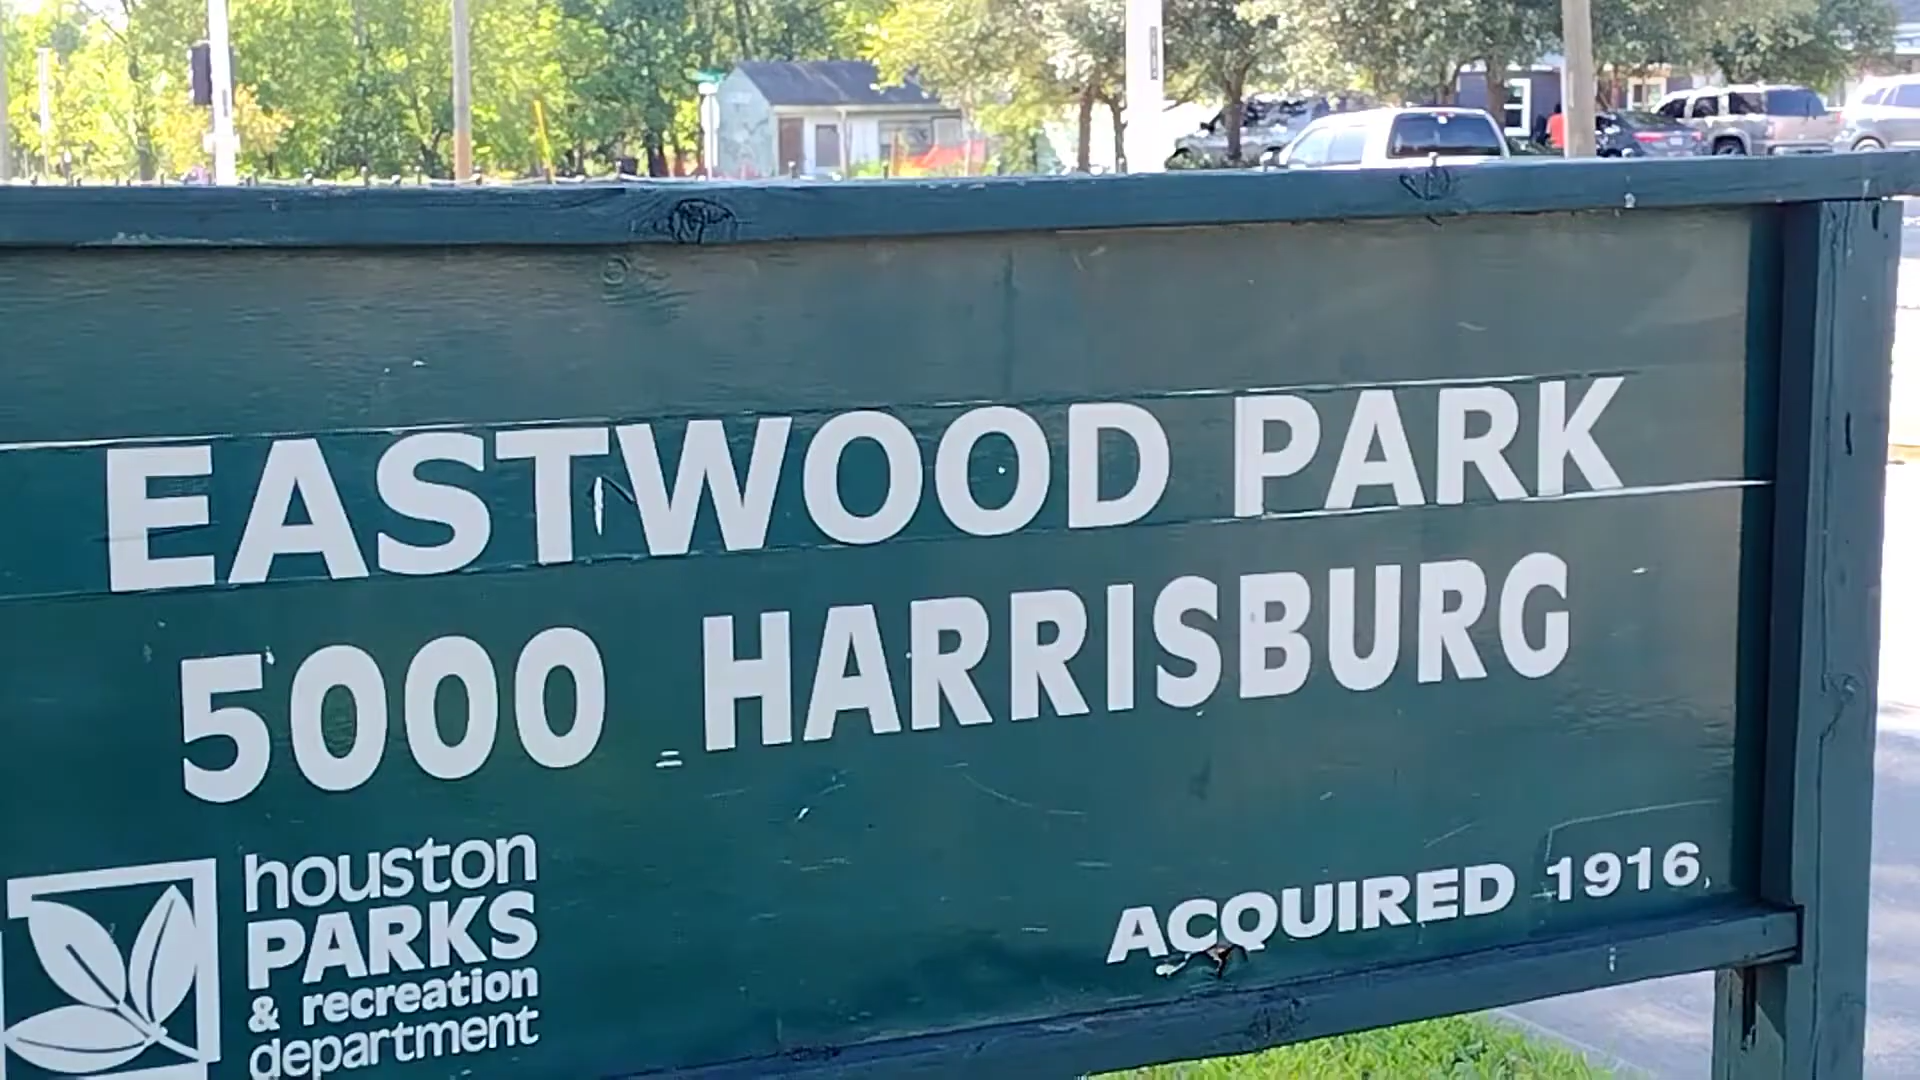 EASTWOOD PARK
5000 HARRISBURG
houston
PARKS
& recreation
department
ACQUIRED 1916